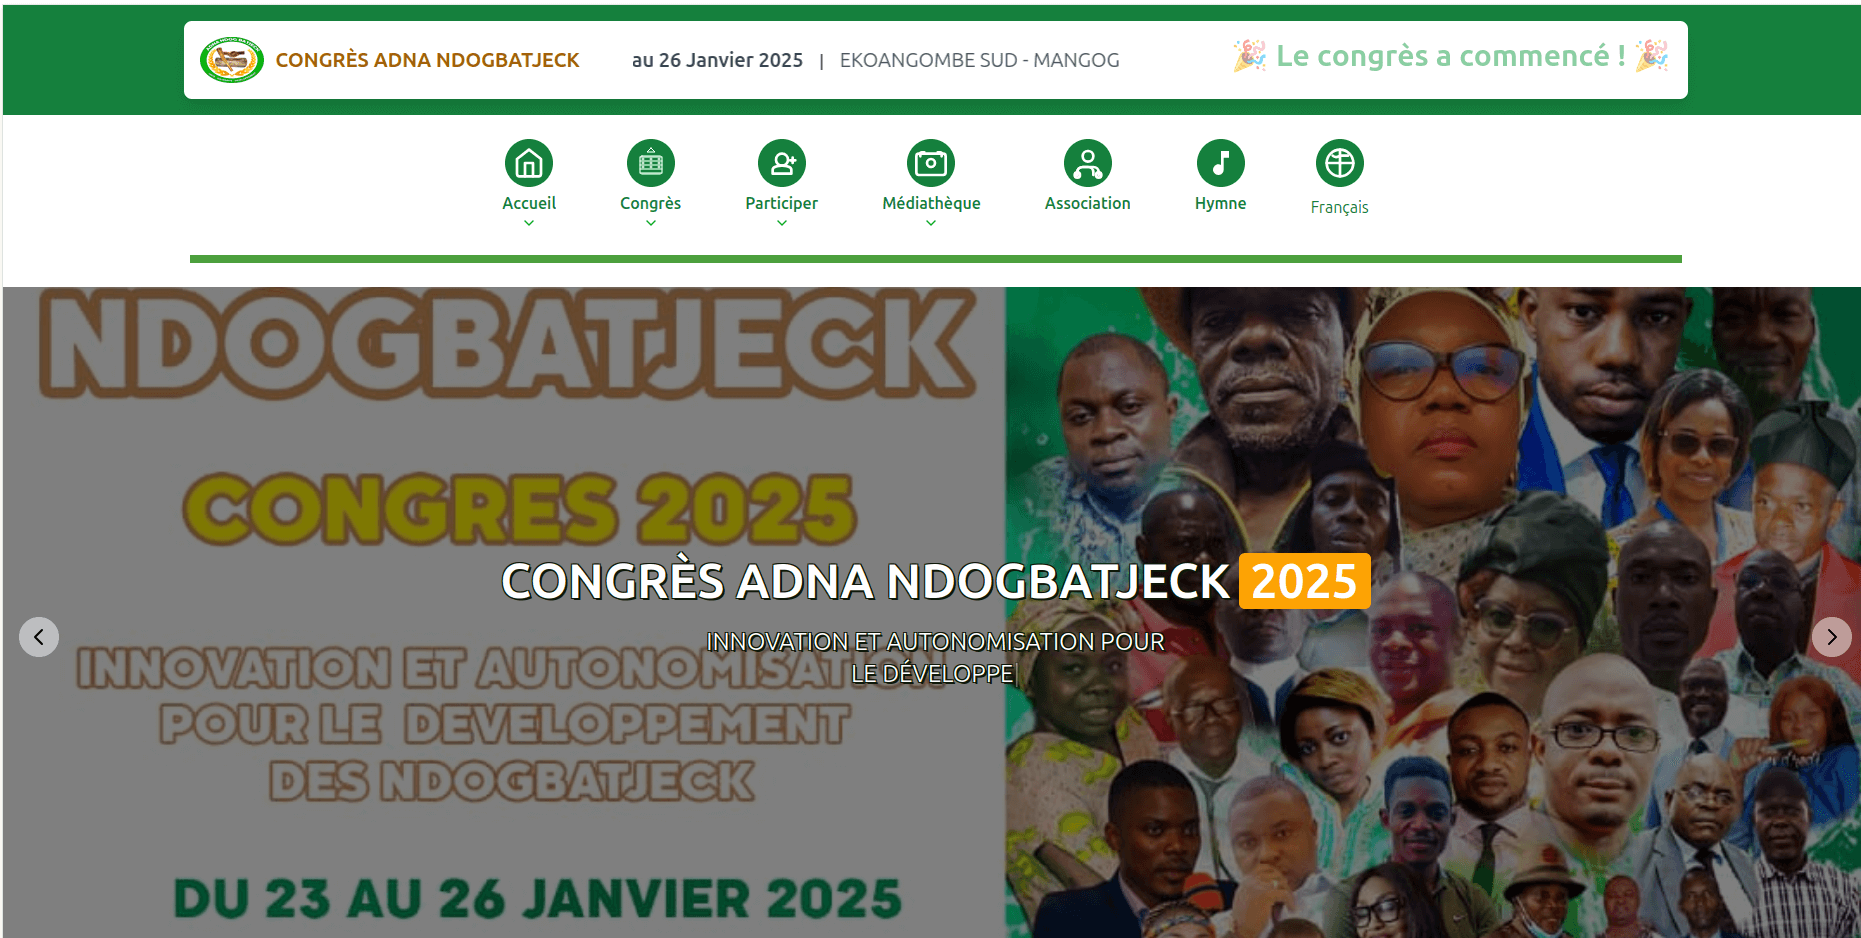 CONGRÈS ADNA NDOGBATJECK
au 26 Janvier 2025 | EKOANGOMBE SUD - MANGOG
🎉 Le congrès a commencé ! 🎉
Accueil
Congrès
Participer
Médiathèque
Association
Hymne
Français
NDOGBATJECK
CONGRES 2025
CONGRÈS ADNA NDOGBATJECK 2025
INNOVATION ET AUTONOMISATION POUR
LE DÉVELOPPE
INNOVATION ET AUTONOMISATION
POUR LE DEVELOPPEMENT
DES NDOGBATJECK
DU 23 AU 26 JANVIER 2025